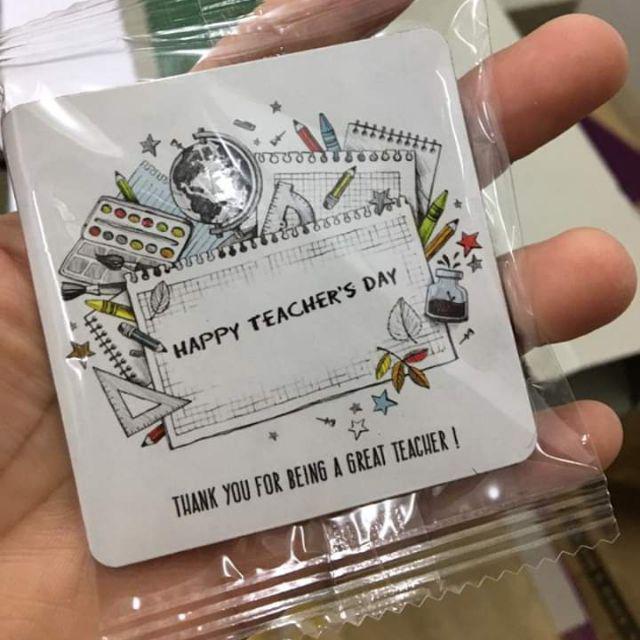 HAPPY TEACHER'S DAY
THANK YOU FOR BEING A GREAT TEACHER !